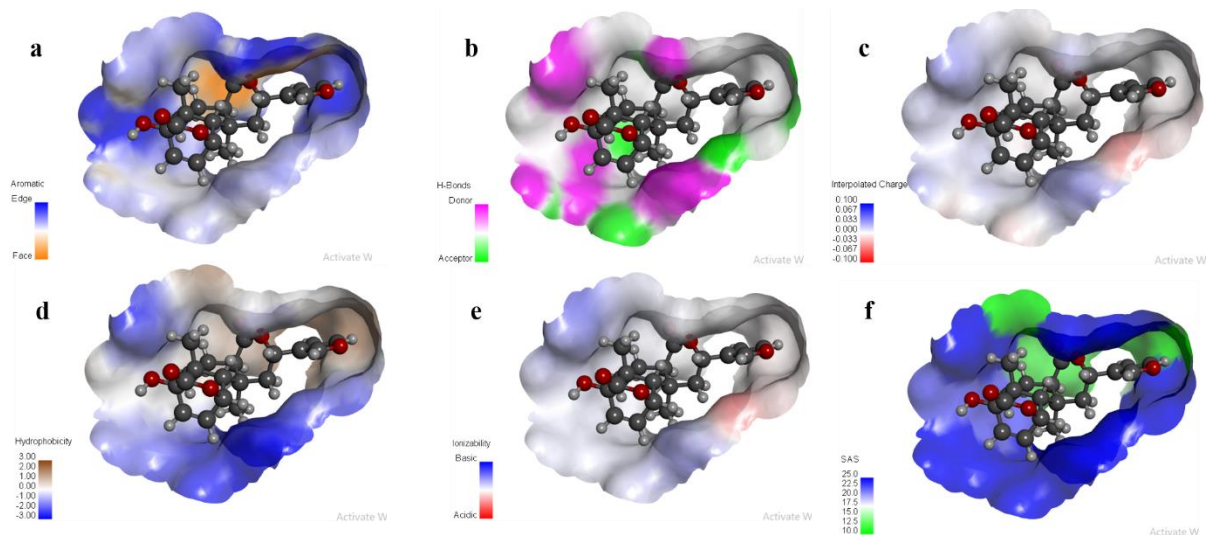 a
Aromatic
Edge
Face
Activate W
b
H-Bonds
Donor
Acceptor
Activate W
c
Interpolated Charge
0.100
0.067
0.033
0.000
-0.033
-0.067
-0.100
Activate W
d
Hydrophobicity
3.00
2.00
1.00
0.00
-1.00
-2.00
-3.00
Activate W
e
Ionizability
Basic
Acidic
Activate W
f
SAS
25.0
22.5
20.0
17.5
15.0
12.5
10.0
Activate W